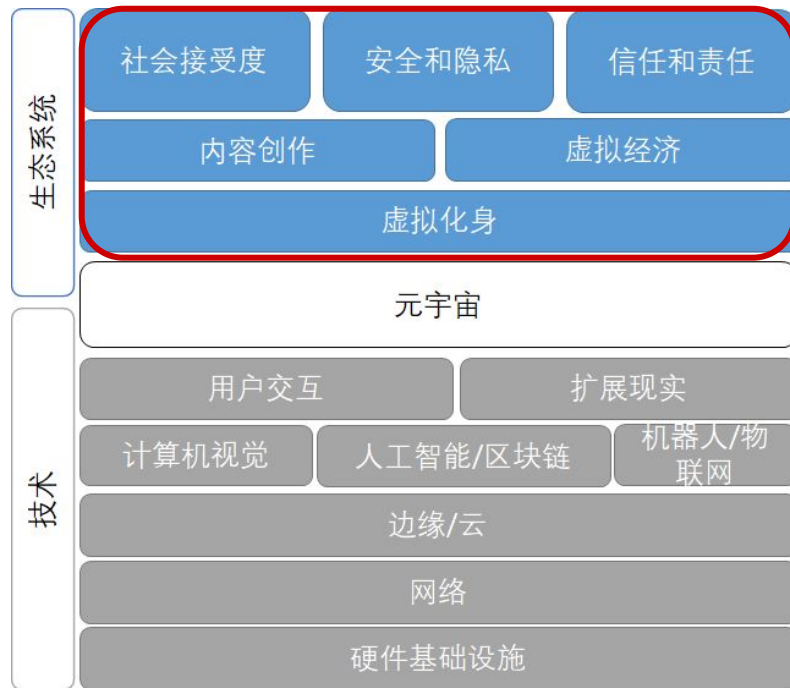 生态系统
社会接受度
安全和隐私
信任和责任
内容创作
虚拟经济
虚拟化身
元宇宙
技术
用户交互
扩展现实
计算机视觉
人工智能/区块链
机器人/物
联网
边缘/云
网络
硬件基础设施